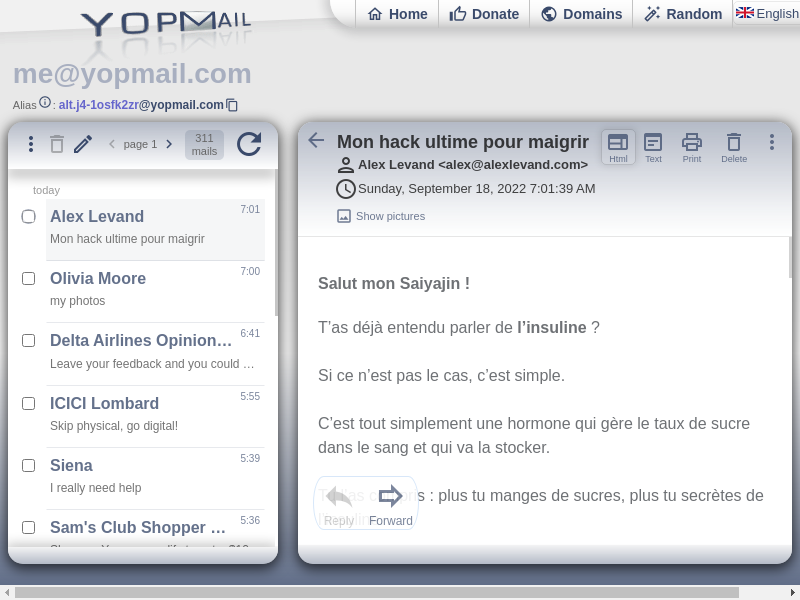 YOPMail
Home
Donate
Domains
Random
English
me@yopmail.com
Alias : alt.j4-1osfk2zr@yopmail.com
page 1
311
mails
today
Alex Levand 7:01
Mon hack ultime pour maigrir
Olivia Moore 7:00
my photos
Delta Airlines Opinion… 6:41
Leave your feedback and you could …
ICICI Lombard 5:55
Skip physical, go digital!
Siena 5:39
I really need help
Sam's Club Shopper … 5:36
Mon hack ultime pour maigrir
Html
Text
Print
Delete
Alex Levand <alex@alexlevand.com>
Sunday, September 18, 2022 7:01:39 AM
Show pictures
Salut mon Saiyajin !
T’as déjà entendu parler de l’insuline ?
Si ce n’est pas le cas, c’est simple.
C’est tout simplement une hormone qui gère le taux de sucre
dans le sang et qui va la stocker.
: plus tu manges de sucres, plus tu secrètes de
Reply
Forward